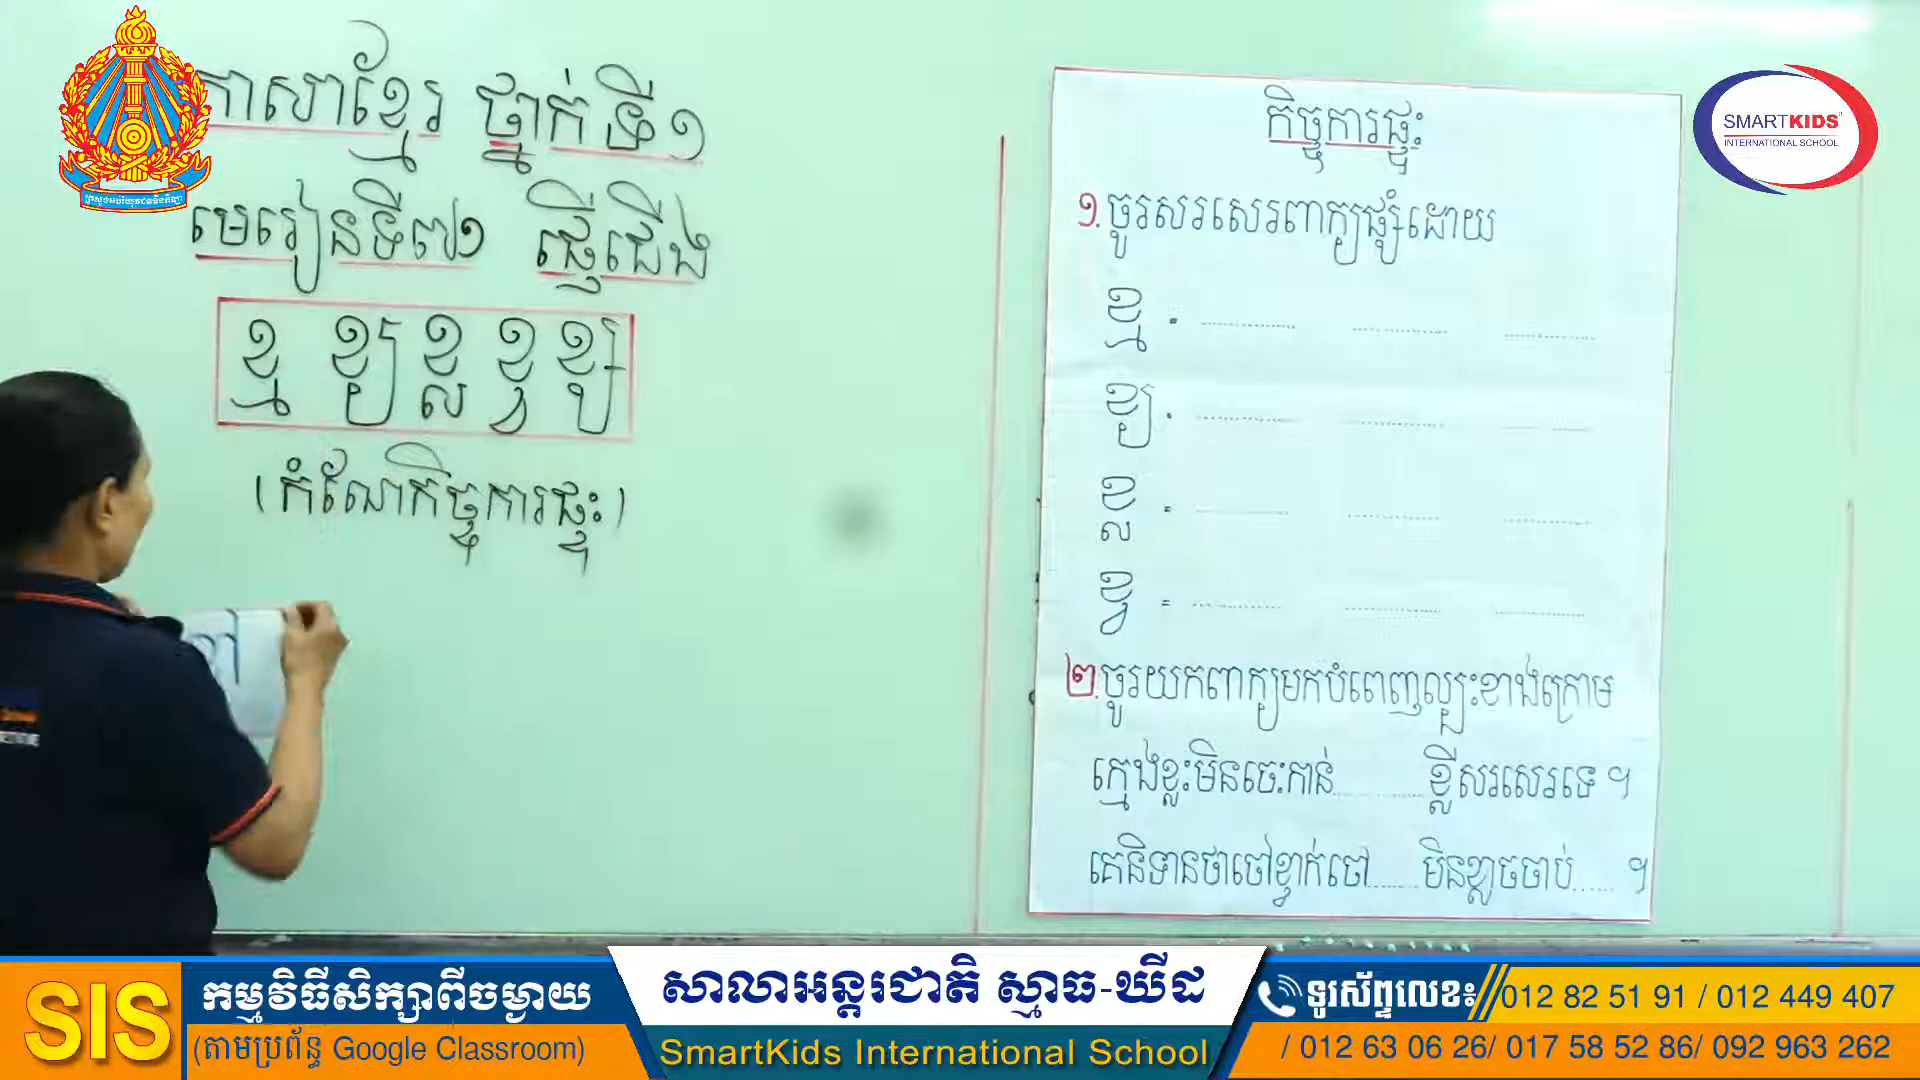 ភាសាខ្មែរ ថ្នាក់ទី១
មេរៀនទី៧១ ផ្ញើជើង
ខ្ម ខ្យ ខ្ល ខ្វ ខ្ស
(កំណែកិច្ចការផ្ទះ)
កិច្ចការផ្ទះ
១.ចូរសរសេរពាក្យផ្សំដោយ
ខ្ម
ខ្យ
ខ្ល =
ខ្វ =
២.ចូរយកពាក្យមកបំពេញល្បះខាងក្រោម
ក្មេងខ្លះមិនចេះកាន់............ខ្លីសរសេរទេ ។
គេនិទានថាចៅខ្វាក់ចៅ........មិនខ្លាចចាប់...... ។
SMARTKIDS
INTERNATIONAL SCHOOL
SIS
កម្មវិធីសិក្សាពីចម្ងាយ
(តាមប្រព័ន្ធ Google Classroom)
សាលាអន្តរជាតិ ស្មាធ-ឃីដ
SmartKids International School
ទូរស័ព្ទលេខ៖ 012 82 51 91 / 012 449 407
/ 012 63 06 26/ 017 58 52 86/ 092 963 262